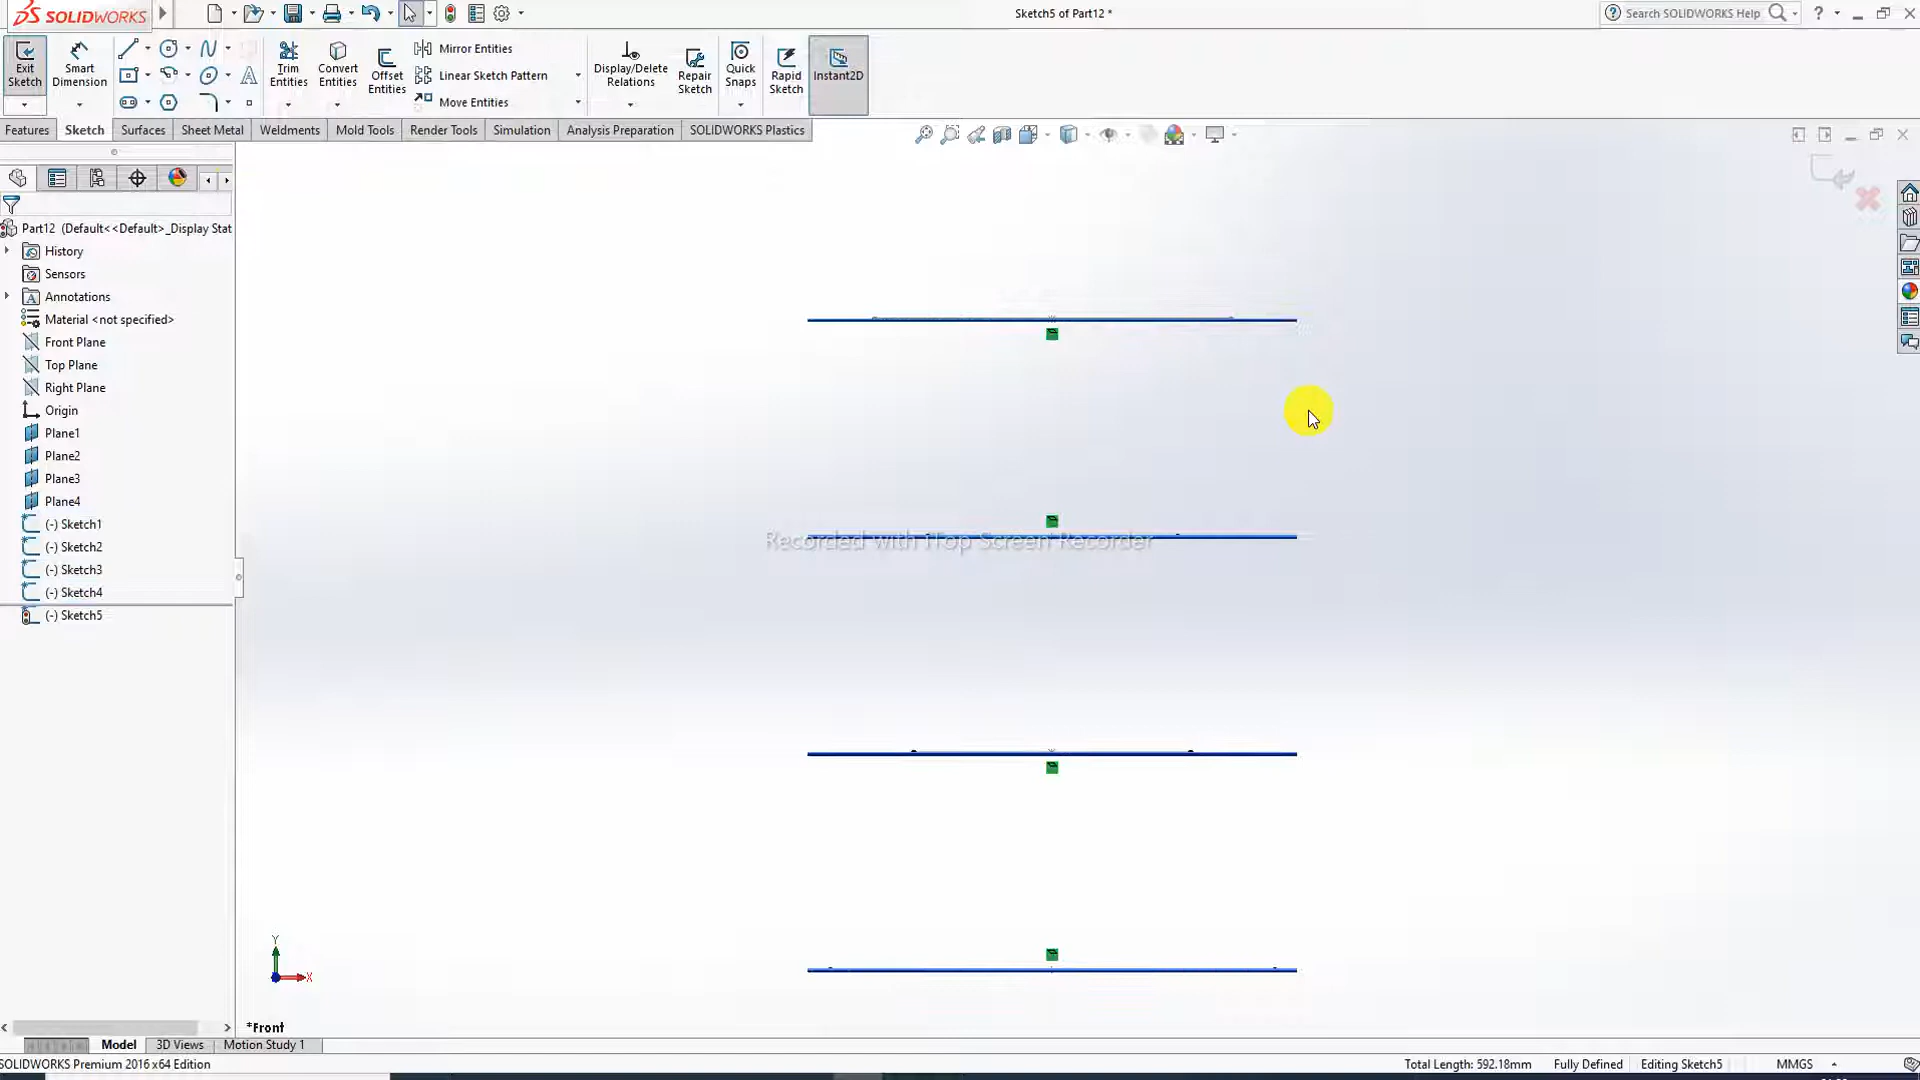 SOLIDWORKS
Sketch5 of Part12 *
Search SOLIDWORKS Help
?
Exit Sketch
Smart Dimension
Trim Entities
Convert Entities
Offset Entities
Mirror Entities
Linear Sketch Pattern
Move Entities
Display/Delete Relations
Repair Sketch
Quick Snaps
Rapid Sketch
Instant2D
Features
Sketch
Surfaces
Sheet Metal
Weldments
Mold Tools
Render Tools
Simulation
Analysis Preparation
SOLIDWORKS Plastics
Part12 (Default<<Default>_Display Stat
History
Sensors
Annotations
Material <not specified>
Front Plane
Top Plane
Right Plane
Origin
Plane1
Plane2
Plane3
Plane4
(-) Sketch1
(-) Sketch2
(-) Sketch3
(-) Sketch4
(-) Sketch5
Recorded with iTop Screen Recorder
Y
X
*Front
Model
3D Views
Motion Study 1
SOLIDWORKS Premium 2016 x64 Edition
Total Length: 592.18mm
Fully Defined
Editing Sketch5
MMGS